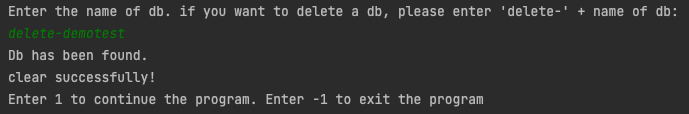 Enter the name of db. if you want to delete a db, please enter 'delete-' + name of db:
delete-demotest
Db has been found.
clear successfully!
Enter 1 to continue the program. Enter -1 to exit the program